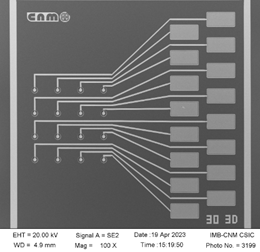 cnm
30 30
EHT = 20.00 kV Signal A = SE2 Date :19 Apr 2023 IMB-CNM CSIC
WD = 4.9 mm Mag = 100 X Time :15:19:50 Photo No. = 3199